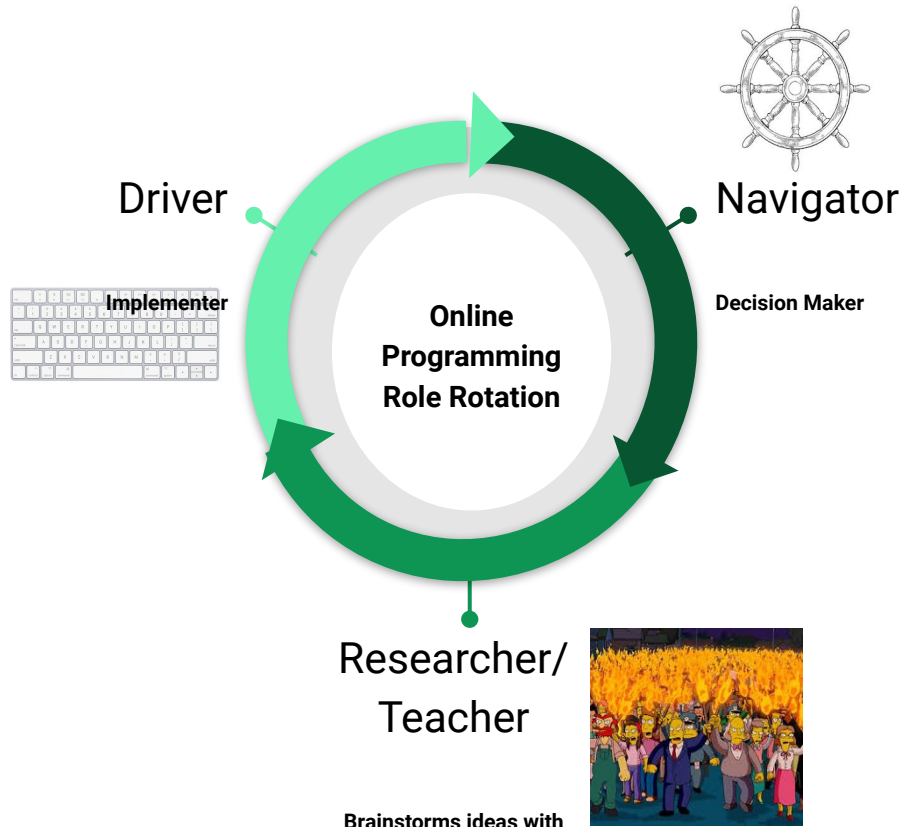 Driver
Implementer
Navigator
Decision Maker
Online
Programming
Role Rotation
Researcher/
Teacher
Brainstorms ideas with